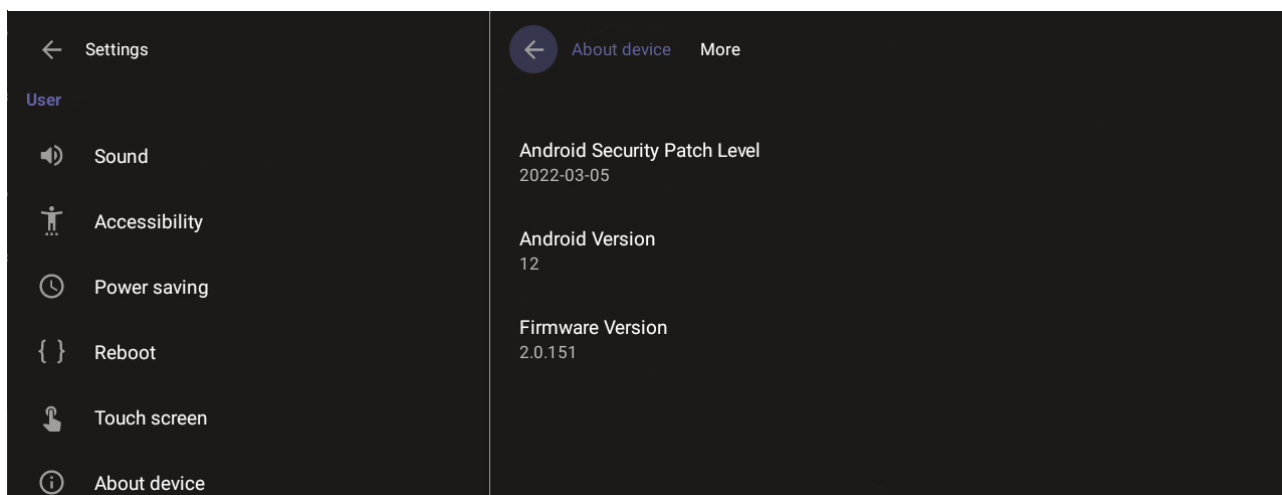 Settings
User
Sound
Accessibility
Power saving
Reboot
Touch screen
About device
About device More
Android Security Patch Level
2022-03-05
Android Version
12
Firmware Version
2.0.151